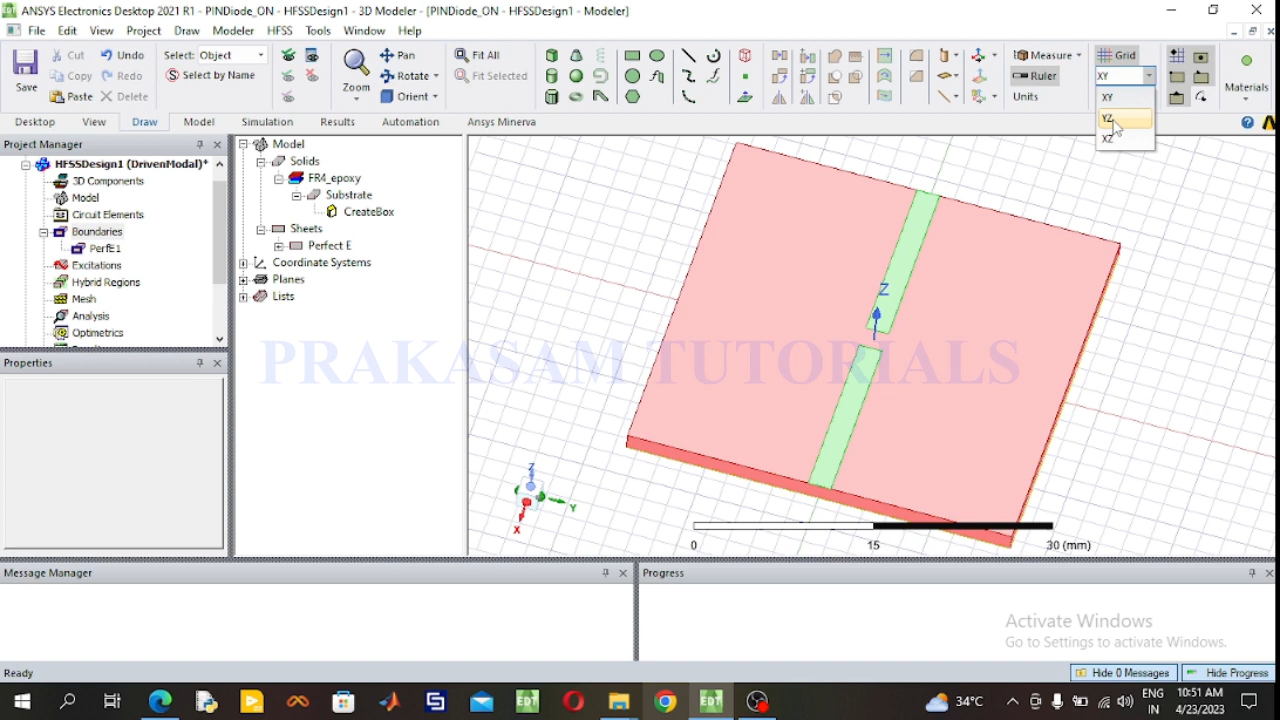 ANSYS Electronics Desktop 2021 R1 - PINDiode_ON - HFSSDesign1 - 3D Modeler - [PINDiode_ON - HFSSDesign1 - Modeler]
File Edit View Project Draw Modeler HFSS Tools Window Help
Save
Cut Undo
Copy Redo
Paste Delete
Select: Object
Select by Name
Zoom
Pan
Rotate
Orient
Fit All
Fit Selected
Measure
Ruler
Units
Grid
XY
XY
YZ
XZ
Materials
Desktop View Draw Model Simulation Results Automation Ansys Minerva
Project Manager
HFSSDesign1 (DrivenModal)*
3D Components
Model
Circuit Elements
Boundaries
PerfE1
Excitations
Hybrid Regions
Mesh
Analysis
Optimetrics
Properties
Model
Solids
FR4_epoxy
Substrate
CreateBox
Sheets
Perfect E
Coordinate Systems
Planes
Lists
Z
PRAKASAM TUTORIALS
Z
Y
X
0 15 30 (mm)
Message Manager
Progress
Activate Windows
Go to Settings to activate Windows.
Ready
Hide 0 Messages
Hide Progress
34°C
ENG
IN
10:51 AM
4/23/2023